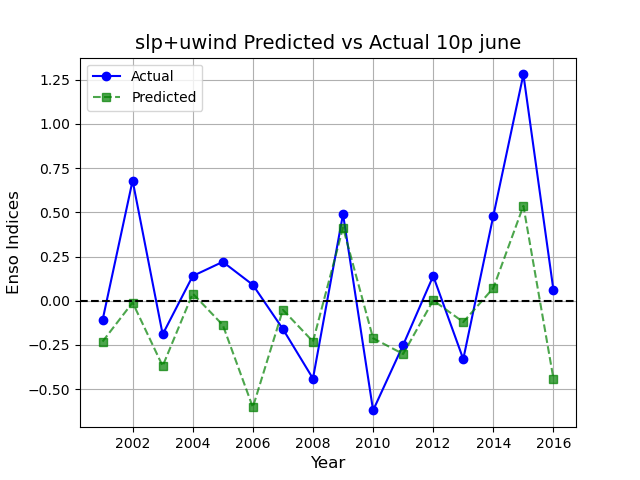 slp+uwind Predicted vs Actual 10p june
Actual
Predicted
1.25
1.00
0.75
0.50
0.25
0.00
−0.25
−0.50
Enso Indices
2002 2004 2006 2008 2010 2012 2014 2016
Year